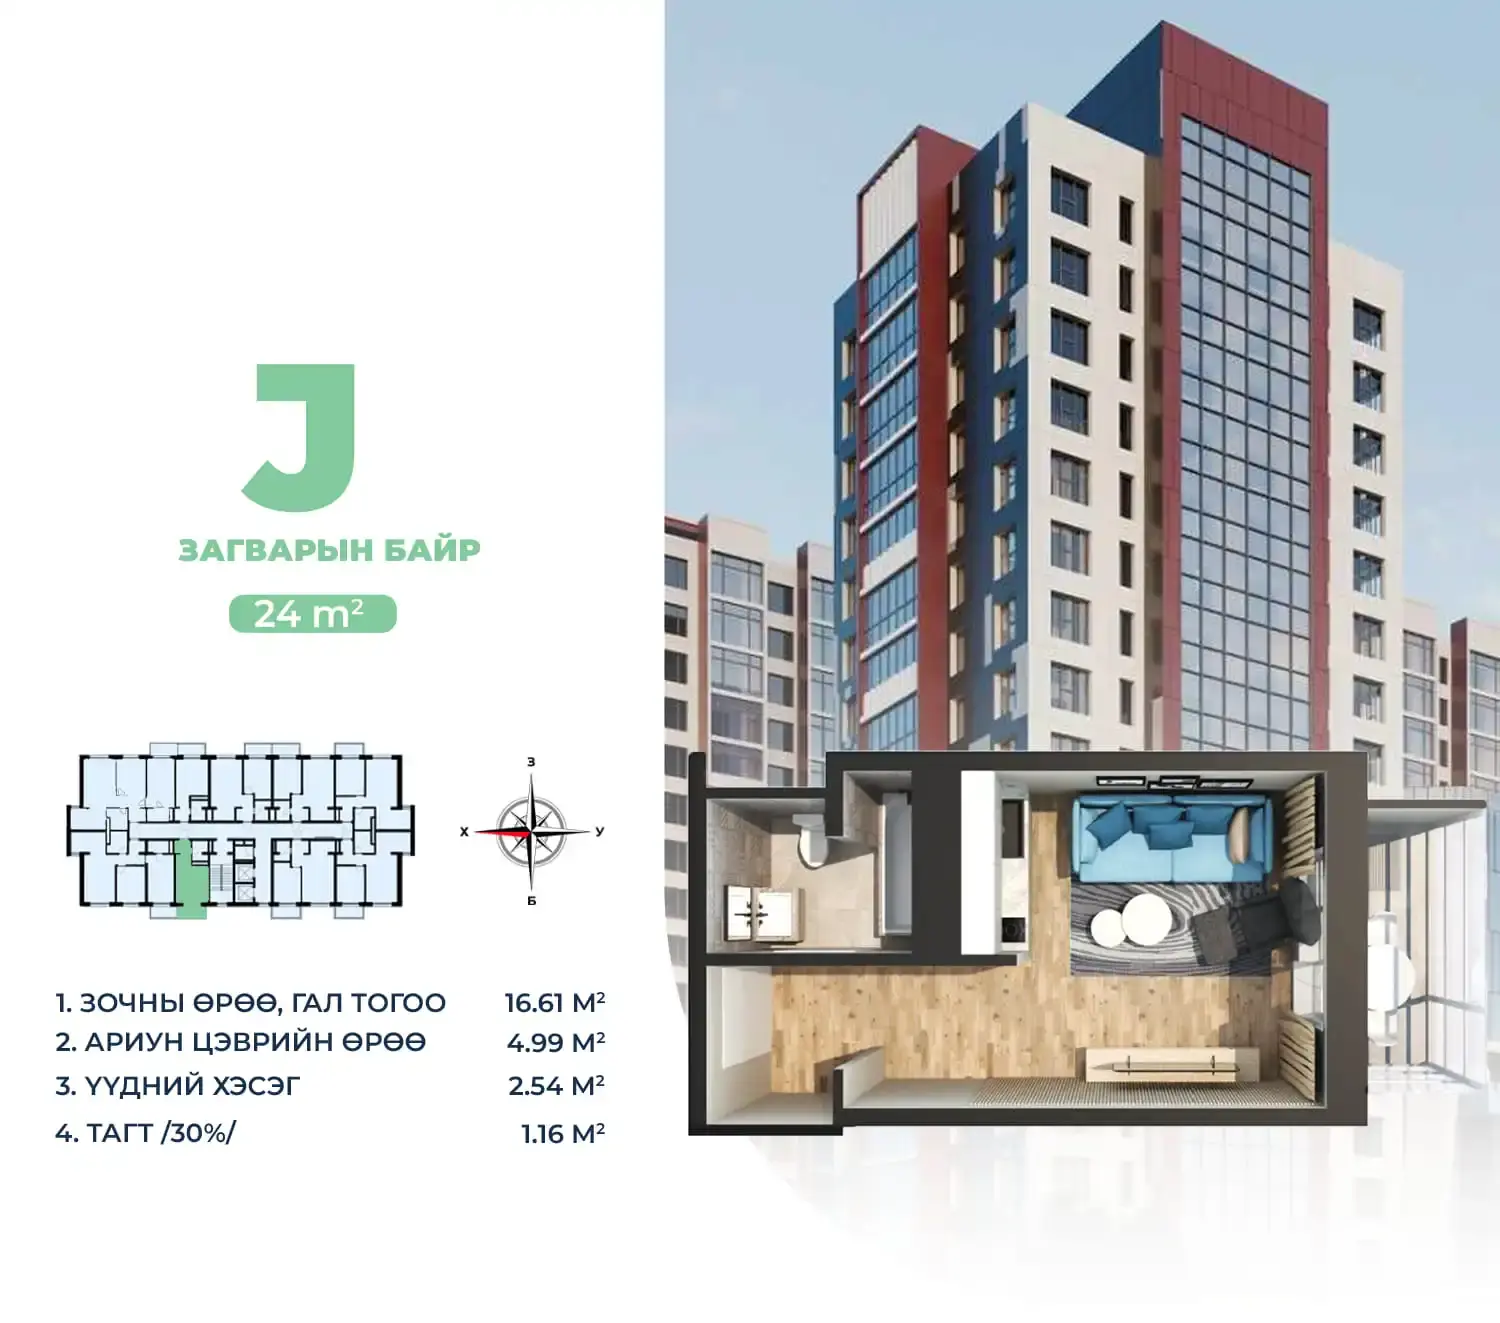 J
ЗАГВАРЫН БАЙР
24 m²
З
Х
У
Б
1. ЗОЧНЫ ӨРӨӨ, ГАЛ ТОГОО 16.61 М²
2. АРИУН ЦЭВРИЙН ӨРӨӨ 4.99 М²
3. ҮҮДНИЙ ХЭСЭГ 2.54 М²
4. ТАГТ /30%/ 1.16 М²